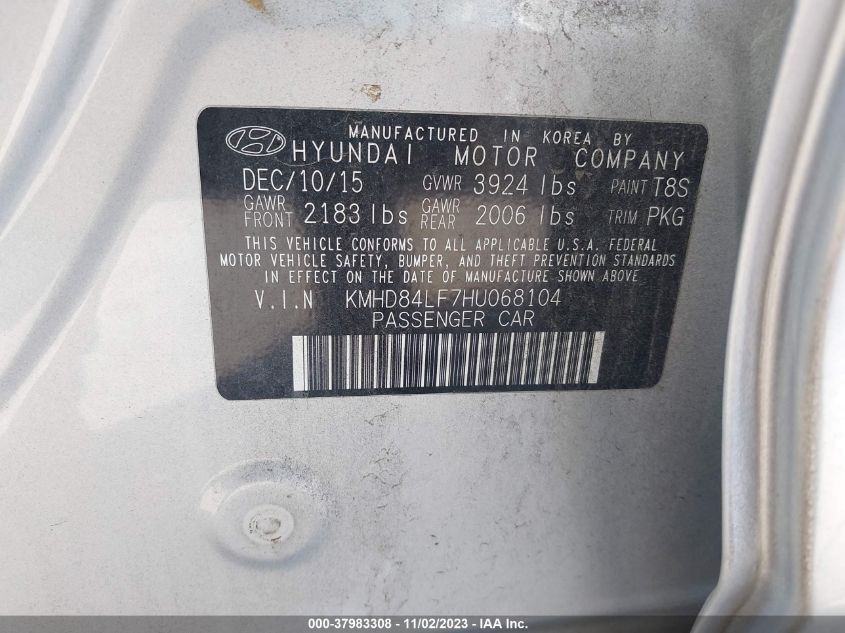 MANUFACTURED IN KOREA BY
HYUNDAI MOTOR COMPANY
DEC/10/15 GVWR 3924 lbs PAINT T8S
GAWR FRONT 2183 lbs GAWR REAR 2006 lbs TRIM PKG
THIS VEHICLE CONFORMS TO ALL APPLICABLE U.S.A. FEDERAL
MOTOR VEHICLE SAFETY, BUMPER, AND THEFT PREVENTION STANDARDS
IN EFFECT ON THE DATE OF MANUFACTURE SHOWN ABOVE
V.I.N KMHD84LF7HU068104
PASSENGER CAR
000-37983308 - 11/02/2023 - IAA Inc.